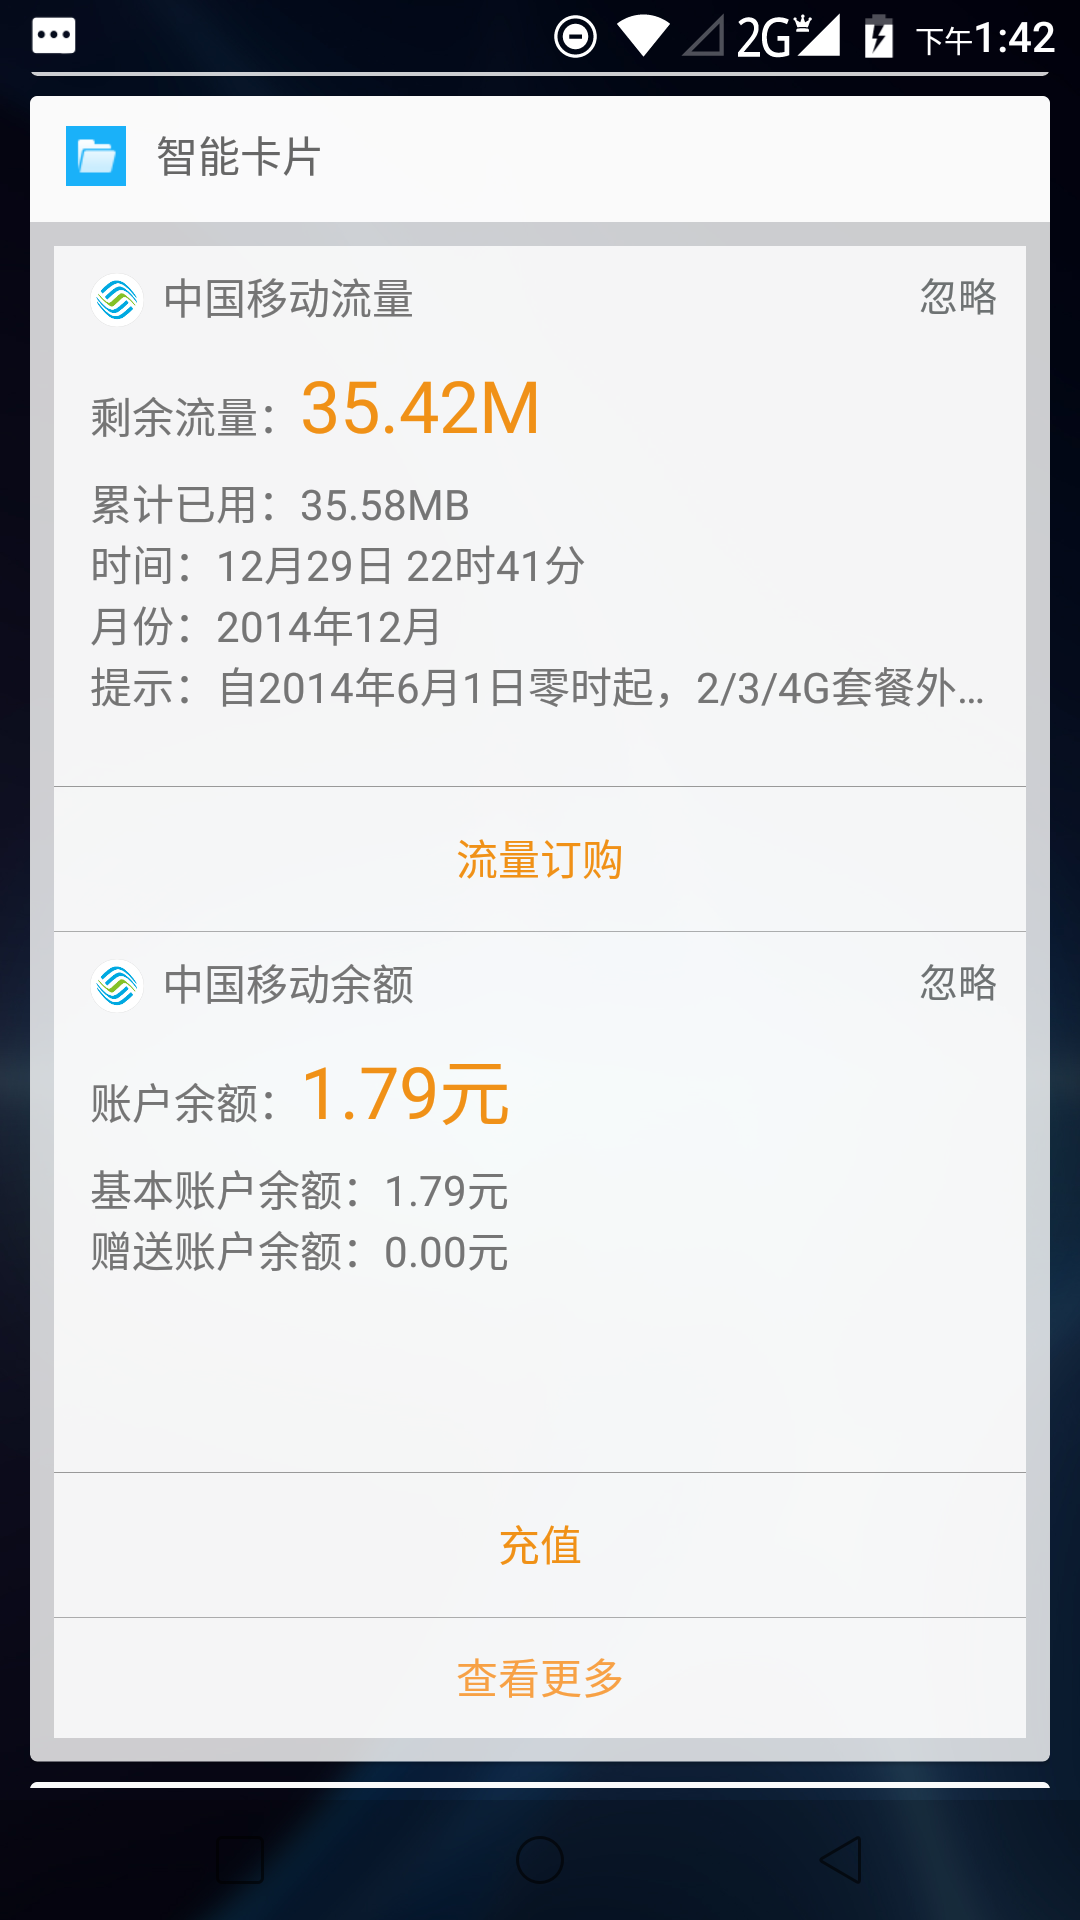 2G 下午1:42
智能卡片
中国移动流量 忽略
剩余流量：35.42M
累计已用：35.58MB
时间：12月29日 22时41分
月份：2014年12月
提示：自2014年6月1日零时起，2/3/4G套餐外...
流量订购
中国移动余额 忽略
账户余额：1.79元
基本账户余额：1.79元
赠送账户余额：0.00元
充值
查看更多